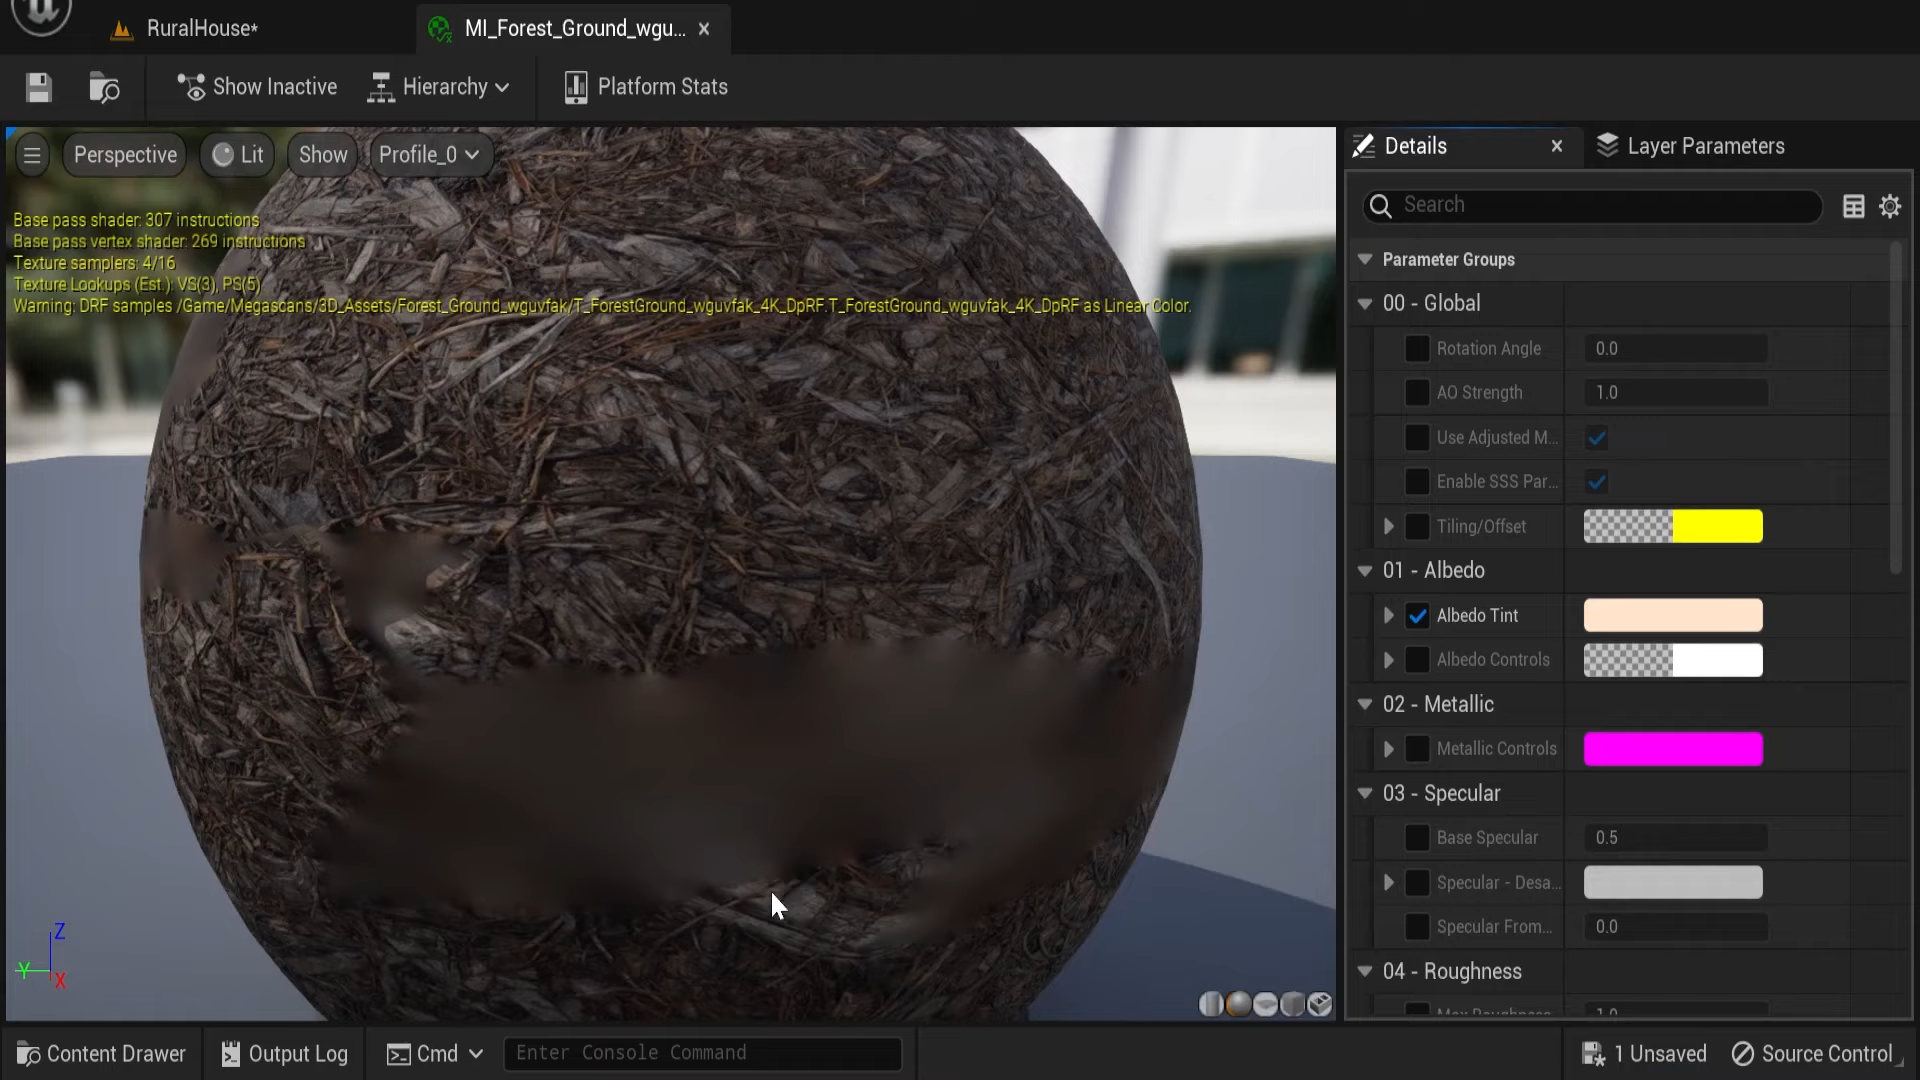 RuralHouse*
MI_Forest_Ground_wgu...
Show Inactive
Hierarchy
Platform Stats
Perspective
Lit
Show
Profile_0
Base pass shader: 307 instructions
Base pass vertex shader: 269 instructions
Texture samplers: 4/16
Texture Lookups (Est.): VS(3), PS(5)
Warning: DRF samples /Game/Megascans/3D_Assets/Forest_Ground_wguvfak/T_ForestGround_wguvfak_4K_DpRF.T_ForestGround_wguvfak_4K_DpRF as Linear Color.
Z
Y
X
Details
Layer Parameters
Search
Parameter Groups
00 - Global
Rotation Angle 0.0
AO Strength 1.0
Use Adjusted M...
Enable SSS Par...
Tiling/Offset
01 - Albedo
Albedo Tint
Albedo Controls
02 - Metallic
Metallic Controls
03 - Specular
Base Specular 0.5
Specular - Desa...
Specular From... 0.0
04 - Roughness
Max Roughness 1.0
Content Drawer
Output Log
Cmd
Enter Console Command
1 Unsaved
Source Control